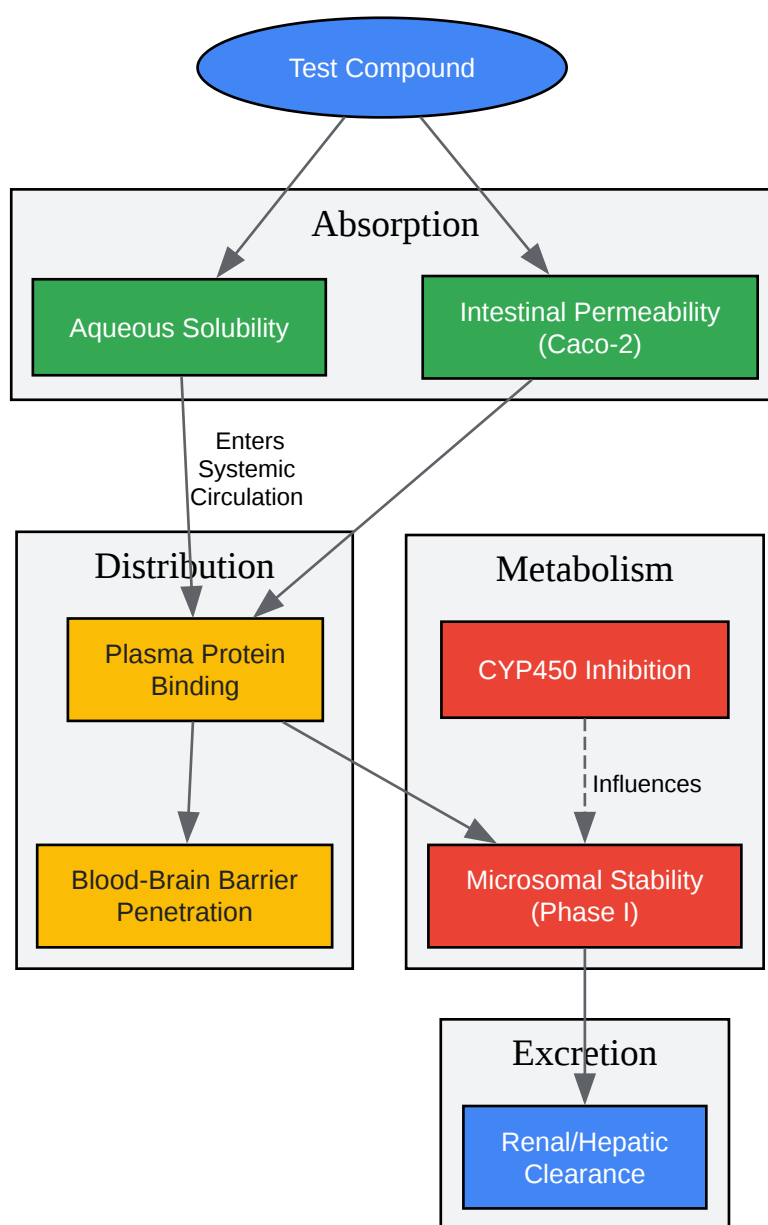 Test Compound
Absorption
Aqueous Solubility
Intestinal Permeability
(Caco-2)
Enters
Systemic
Circulation
Distribution
Metabolism
Plasma Protein
Binding
CYP450 Inhibition
Influences
Blood-Brain Barrier
Penetration
Microsomal Stability
(Phase I)
Excretion
Renal/Hepatic
Clearance